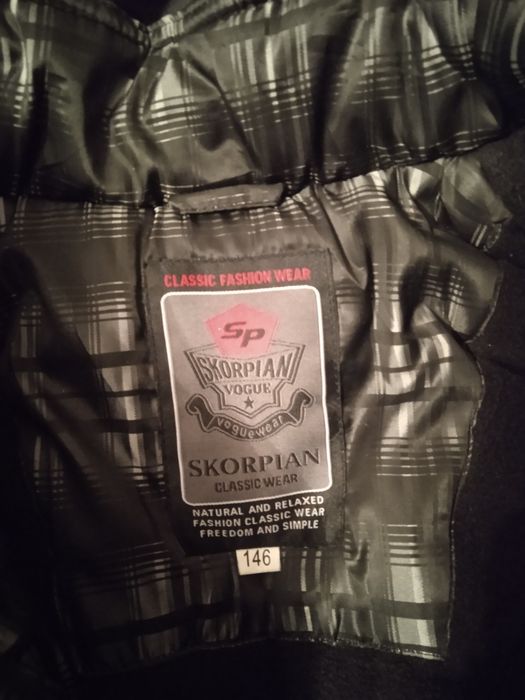 CLASSIC FASHION WEAR
SP
SKORPIAN
VOGUE
voguewear
SKORPIAN
CLASSIC WEAR
NATURAL AND RELAXED
FASHION CLASSIC WEAR
FREEDOM AND SIMPLE
146